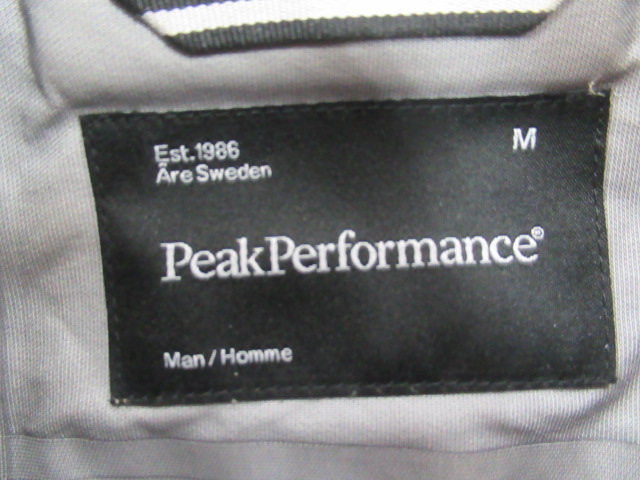 Est.1986
M
Åre Sweden
PeakPerformance®
Man / Homme